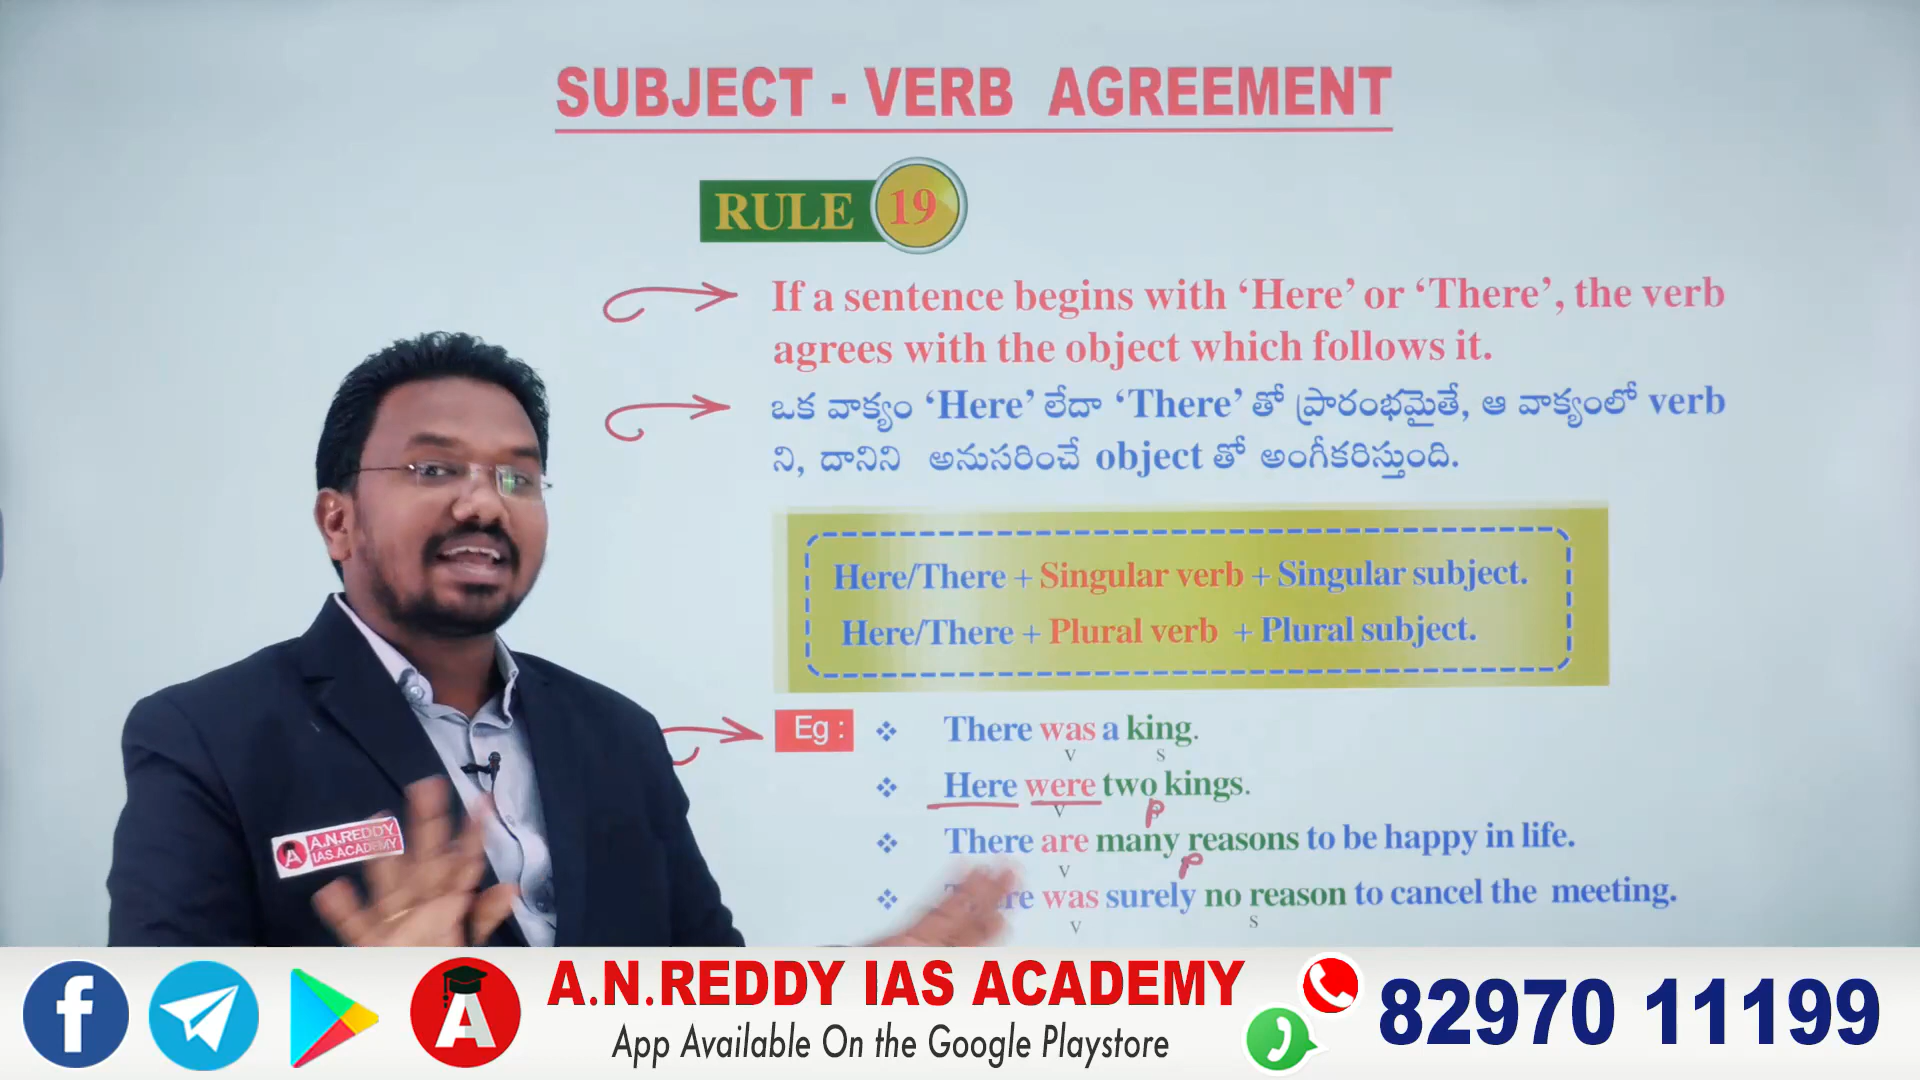 SUBJECT - VERB AGREEMENT
RULE 19
If a sentence begins with ‘Here’ or ‘There’, the verb
agrees with the object which follows it.
ఒక వాక్యం ‘Here’ లేదా ‘There’ తో ప్రారంభమైతే, ఆ వాక్యంలో verb
ని, దానిని అనుసరించే object తో అంగీకరిస్తుంది.
Here/There + Singular verb + Singular subject.
Here/There + Plural verb + Plural subject.
Eg : There was a king.
V S
Here were two kings.
V P
There are many reasons to be happy in life.
V P
was surely no reason to cancel the meeting.
V S
A.N.REDDY
IAS ACADEMY
A.N.REDDY IAS ACADEMY
App Available On the Google Playstore
82970 11199